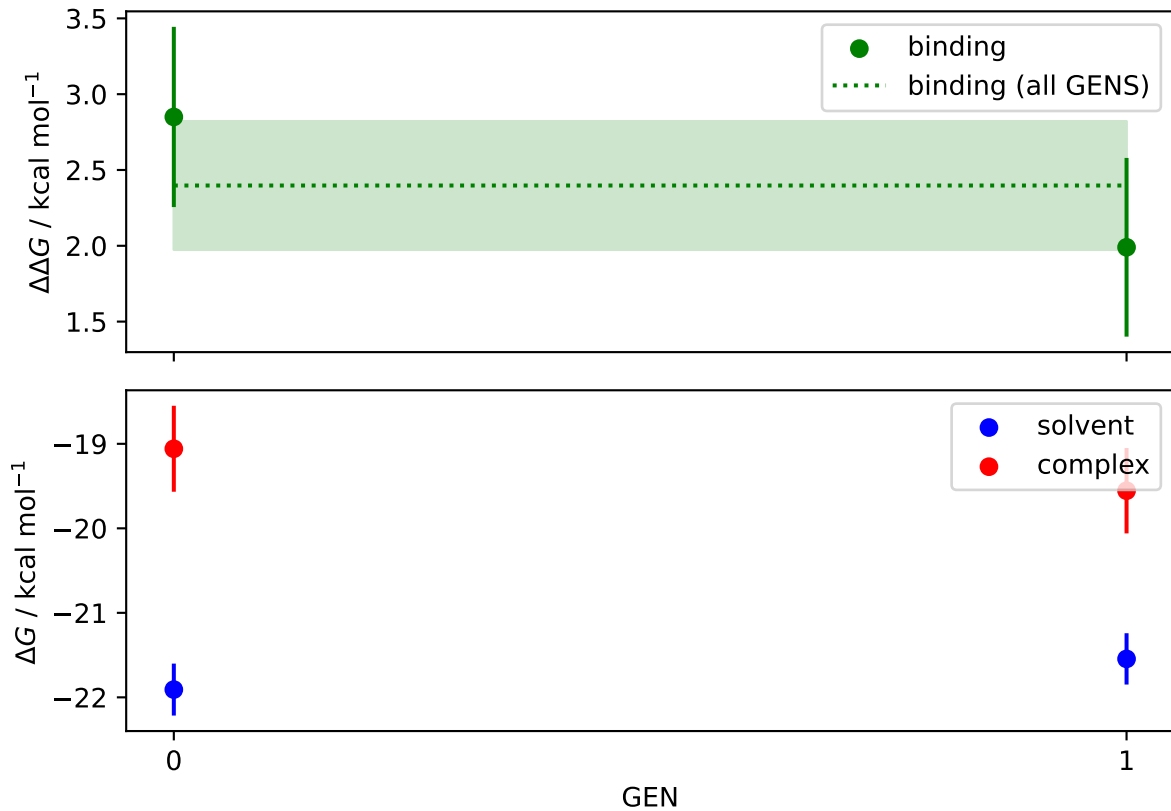 3.5
3.0
2.5
2.0
1.5
ΔΔG / kcal mol⁻¹
binding
binding (all GENS)
−19
−20
−21
−22
ΔG / kcal mol⁻¹
solvent
complex
0
1
GEN